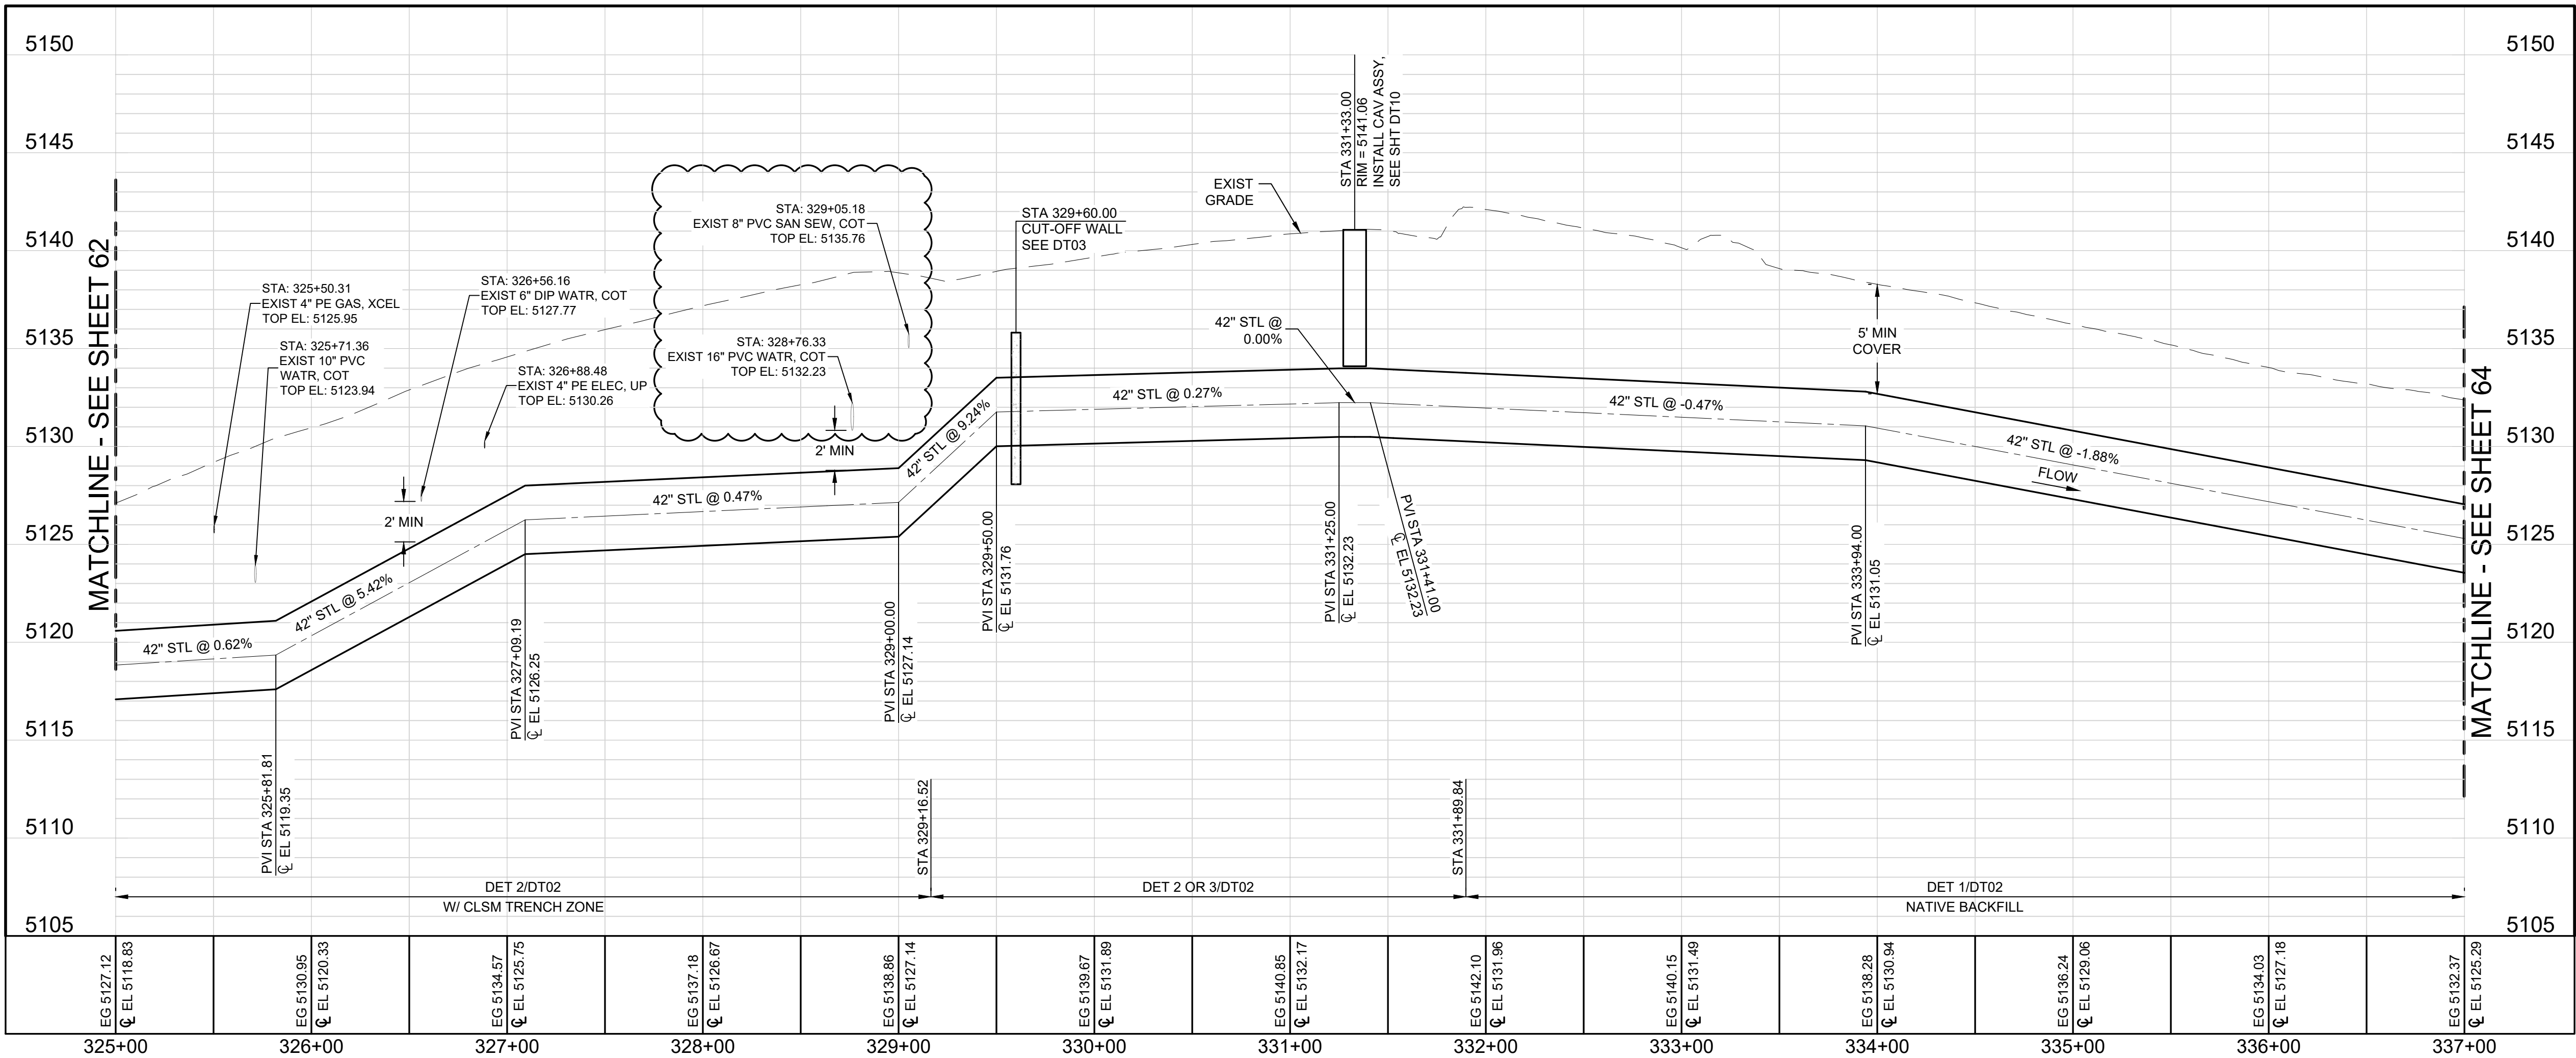 5150
5145
5140
5135
5130
5125
5120
5115
5110
5105
MATCHLINE - SEE SHEET 62
STA: 325+50.31
EXIST 4" PE GAS, XCEL
TOP EL: 5125.95
STA: 325+71.36
EXIST 10" PVC
WATR, COT
TOP EL: 5123.94
STA: 326+56.16
EXIST 6" DIP WATR, COT
TOP EL: 5127.77
STA: 326+88.48
EXIST 4" PE ELEC, UP
TOP EL: 5130.26
STA: 329+05.18
EXIST 8" PVC SAN SEW, COT
TOP EL: 5135.76
STA: 328+76.33
EXIST 16" PVC WATR, COT
TOP EL: 5132.23
STA 329+60.00
CUT-OFF WALL
SEE DT03
EXIST
GRADE
STA 331+33.00
RIM = 5141.06
INSTALL CAV ASSY,
SEE SHT DT10
42" STL @
0.00%
5' MIN
COVER
2' MIN
2' MIN
42" STL @ 0.62%
42" STL @ 5.42%
42" STL @ 0.47%
42" STL @ 9.24%
42" STL @ 0.27%
42" STL @ -0.47%
42" STL @ -1.88%
FLOW
PVI STA 325+81.81
℄ EL 5119.35
PVI STA 327+09.19
℄ EL 5126.25
PVI STA 329+00.00
℄ EL 5127.14
PVI STA 329+50.00
℄ EL 5131.76
PVI STA 331+25.00
℄ EL 5132.23
PVI STA 331+41.00
℄ EL 5132.23
PVI STA 333+94.00
℄ EL 5131.05
STA 329+16.52
STA 331+89.84
DET 2/DT02
W/ CLSM TRENCH ZONE
DET 2 OR 3/DT02
DET 1/DT02
NATIVE BACKFILL
MATCHLINE - SEE SHEET 64
5150
5145
5140
5135
5130
5125
5120
5115
5110
5105
EG 5127.12
℄ EL 5118.83
EG 5130.95
℄ EL 5120.33
EG 5134.57
℄ EL 5125.75
EG 5137.18
℄ EL 5126.67
EG 5138.86
℄ EL 5127.14
EG 5139.67
℄ EL 5131.89
EG 5140.85
℄ EL 5132.17
EG 5142.10
℄ EL 5131.96
EG 5140.15
℄ EL 5131.49
EG 5138.28
℄ EL 5130.94
EG 5136.24
℄ EL 5129.06
EG 5134.03
℄ EL 5127.18
EG 5132.37
℄ EL 5125.29
325+00
326+00
327+00
328+00
329+00
330+00
331+00
332+00
333+00
334+00
335+00
336+00
337+00